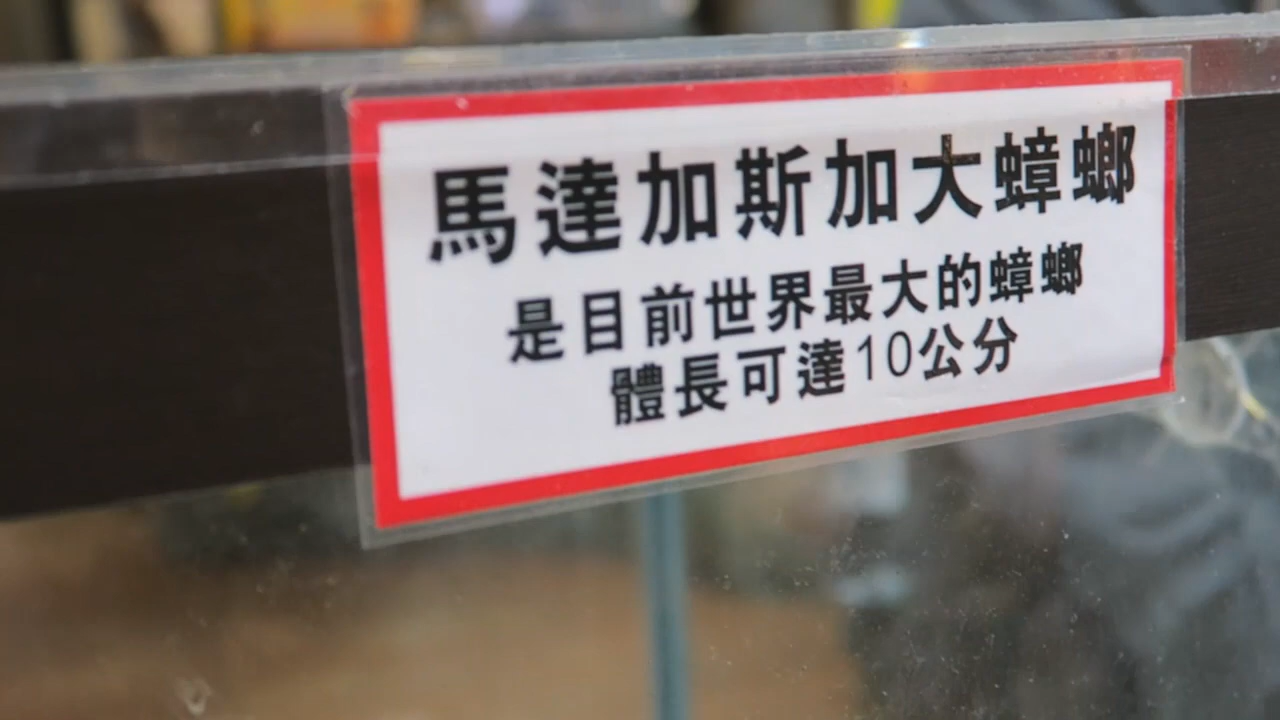 馬達加斯加大蟑螂
是目前世界最大的蟑螂
體長可達10公分